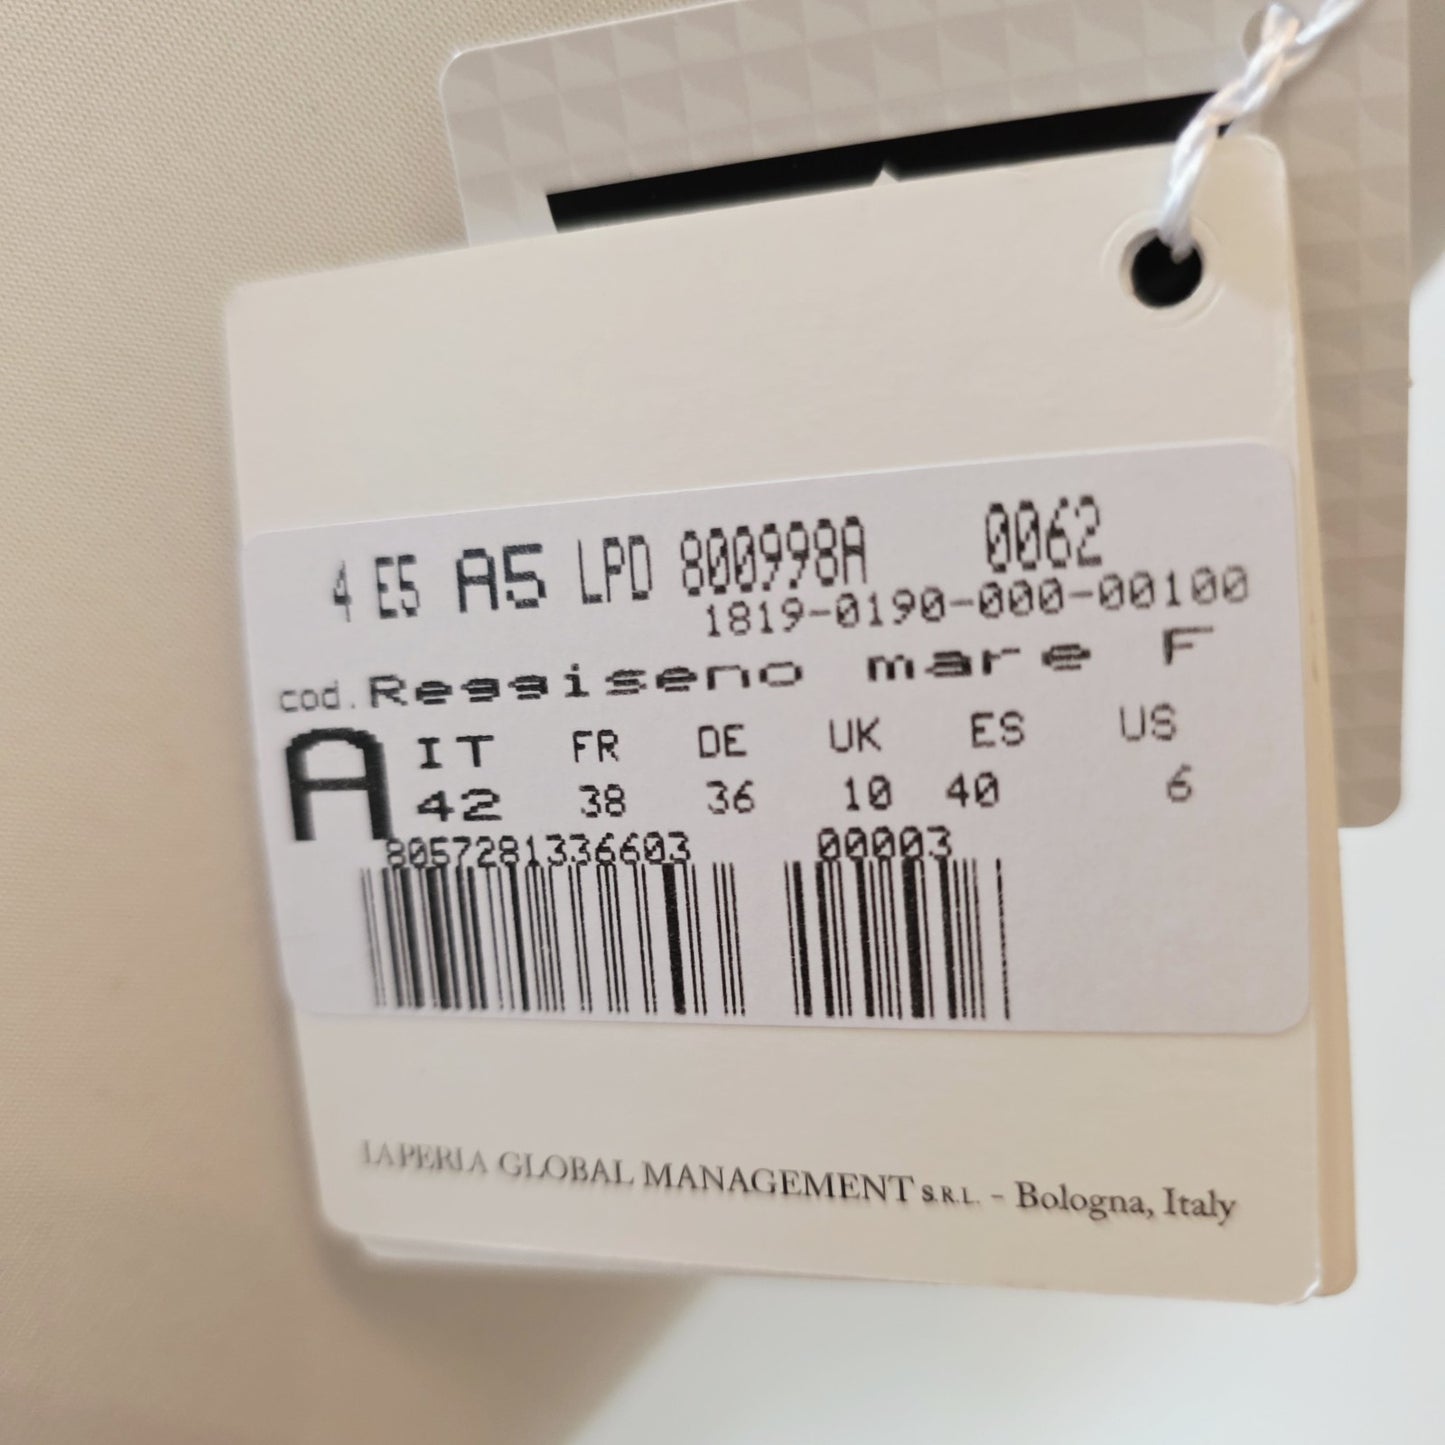 4 E5 A5 LPD 800998A 0062
1819-0190-000-00100
cod. Reggiseno mare F
A IT FR DE UK ES US
42 38 36 10 40 6
8057281336603 00003
LA PERLA GLOBAL MANAGEMENT S.R.L. – Bologna, Italy